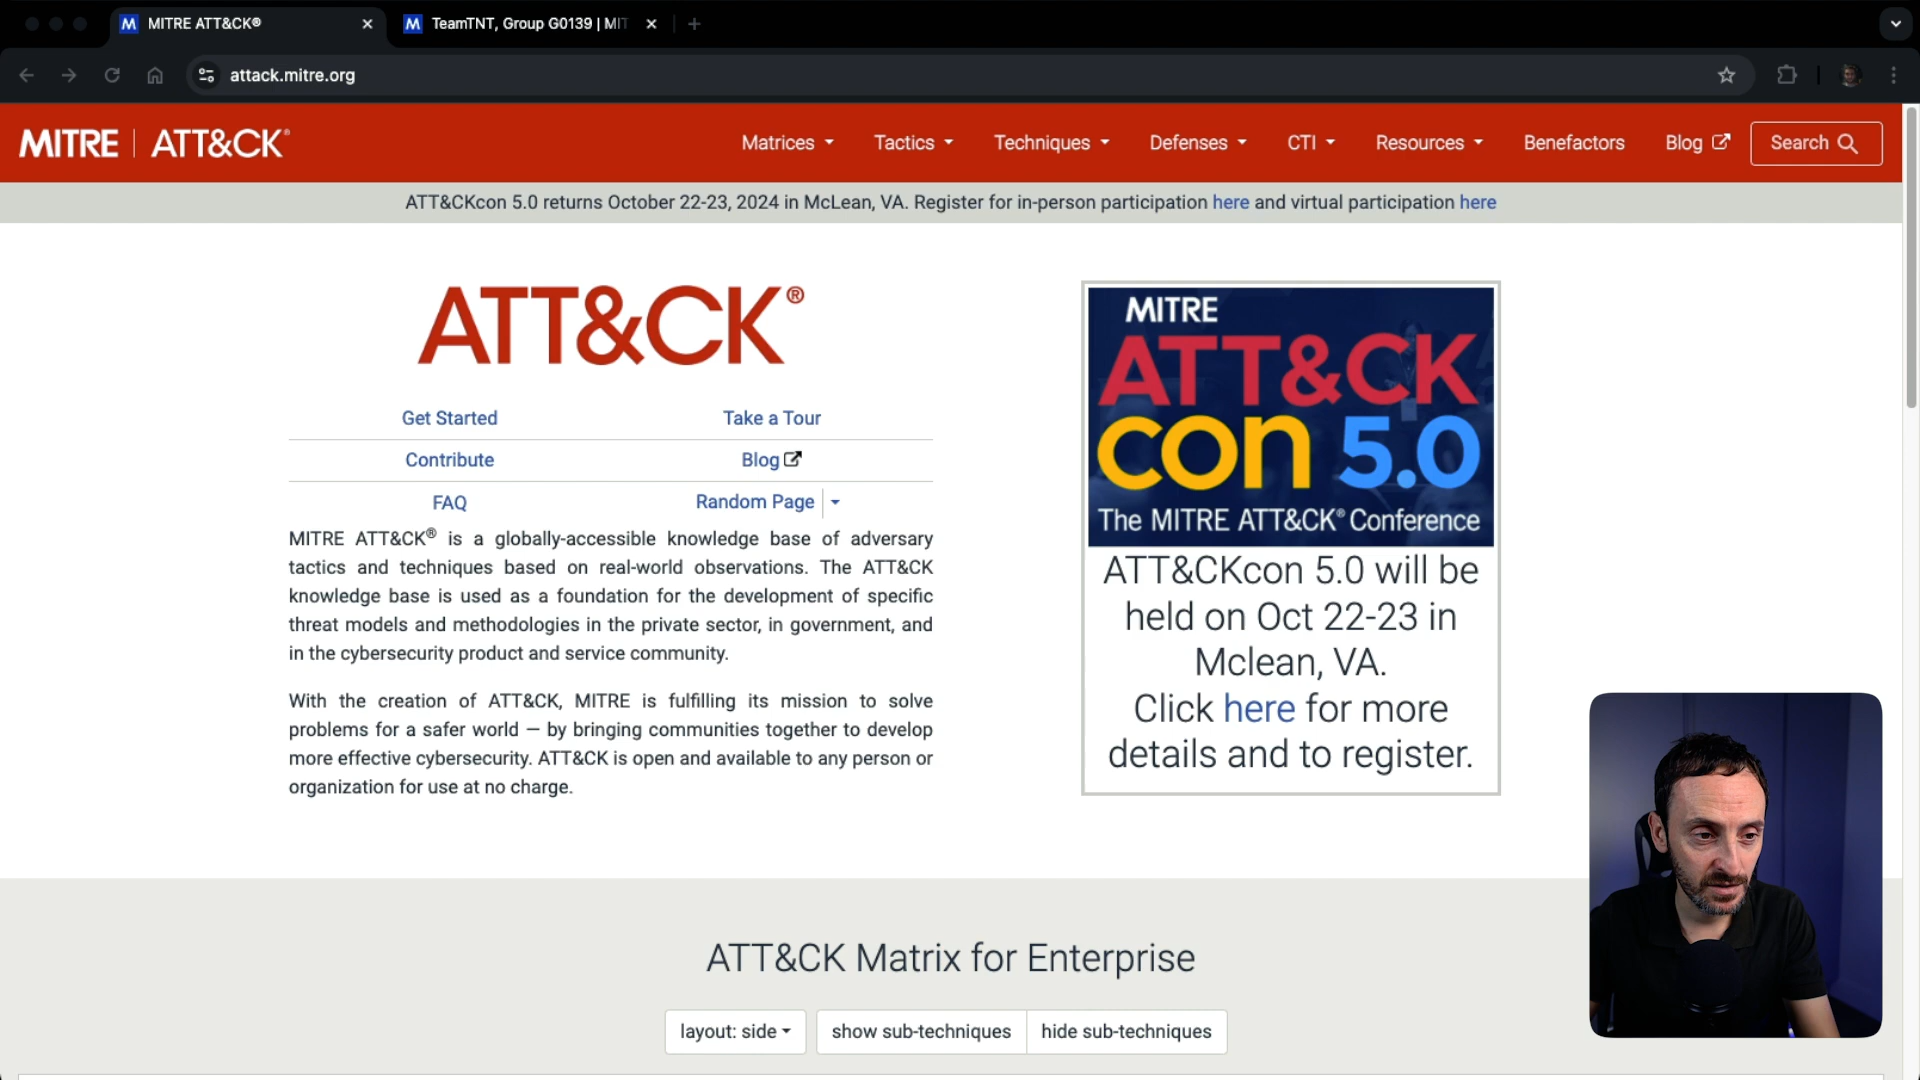 MITRE ATT&CK®
TeamTNT, Group G0139 | MIT
attack.mitre.org
MITRE | ATT&CK®
Matrices
Tactics
Techniques
Defenses
CTI
Resources
Benefactors
Blog
Search
ATT&CKcon 5.0 returns October 22-23, 2024 in McLean, VA. Register for in-person participation here and virtual participation here
ATT&CK®
Get Started
Take a Tour
Contribute
Blog
FAQ
Random Page
MITRE ATT&CK® is a globally-accessible knowledge base of adversary
tactics and techniques based on real-world observations. The ATT&CK
knowledge base is used as a foundation for the development of specific
threat models and methodologies in the private sector, in government, and
in the cybersecurity product and service community.
With the creation of ATT&CK, MITRE is fulfilling its mission to solve
problems for a safer world — by bringing communities together to develop
more effective cybersecurity. ATT&CK is open and available to any person or
organization for use at no charge.
MITRE
ATT&CK
con 5.0
The MITRE ATT&CK® Conference
ATT&CKcon 5.0 will be
held on Oct 22-23 in
Mclean, VA.
Click here for more
details and to register.
ATT&CK Matrix for Enterprise
layout: side
show sub-techniques
hide sub-techniques